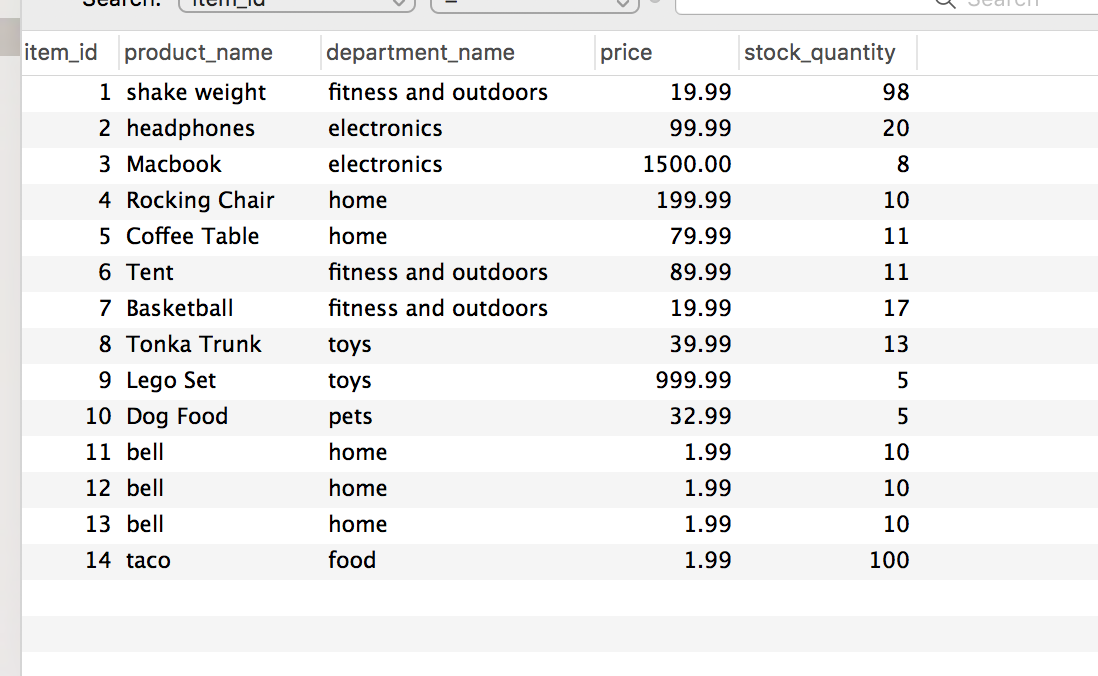 Search: item_id = Search
item_id product_name department_name price stock_quantity
1 shake weight fitness and outdoors 19.99 98
2 headphones electronics 99.99 20
3 Macbook electronics 1500.00 8
4 Rocking Chair home 199.99 10
5 Coffee Table home 79.99 11
6 Tent fitness and outdoors 89.99 11
7 Basketball fitness and outdoors 19.99 17
8 Tonka Trunk toys 39.99 13
9 Lego Set toys 999.99 5
10 Dog Food pets 32.99 5
11 bell home 1.99 10
12 bell home 1.99 10
13 bell home 1.99 10
14 taco food 1.99 100